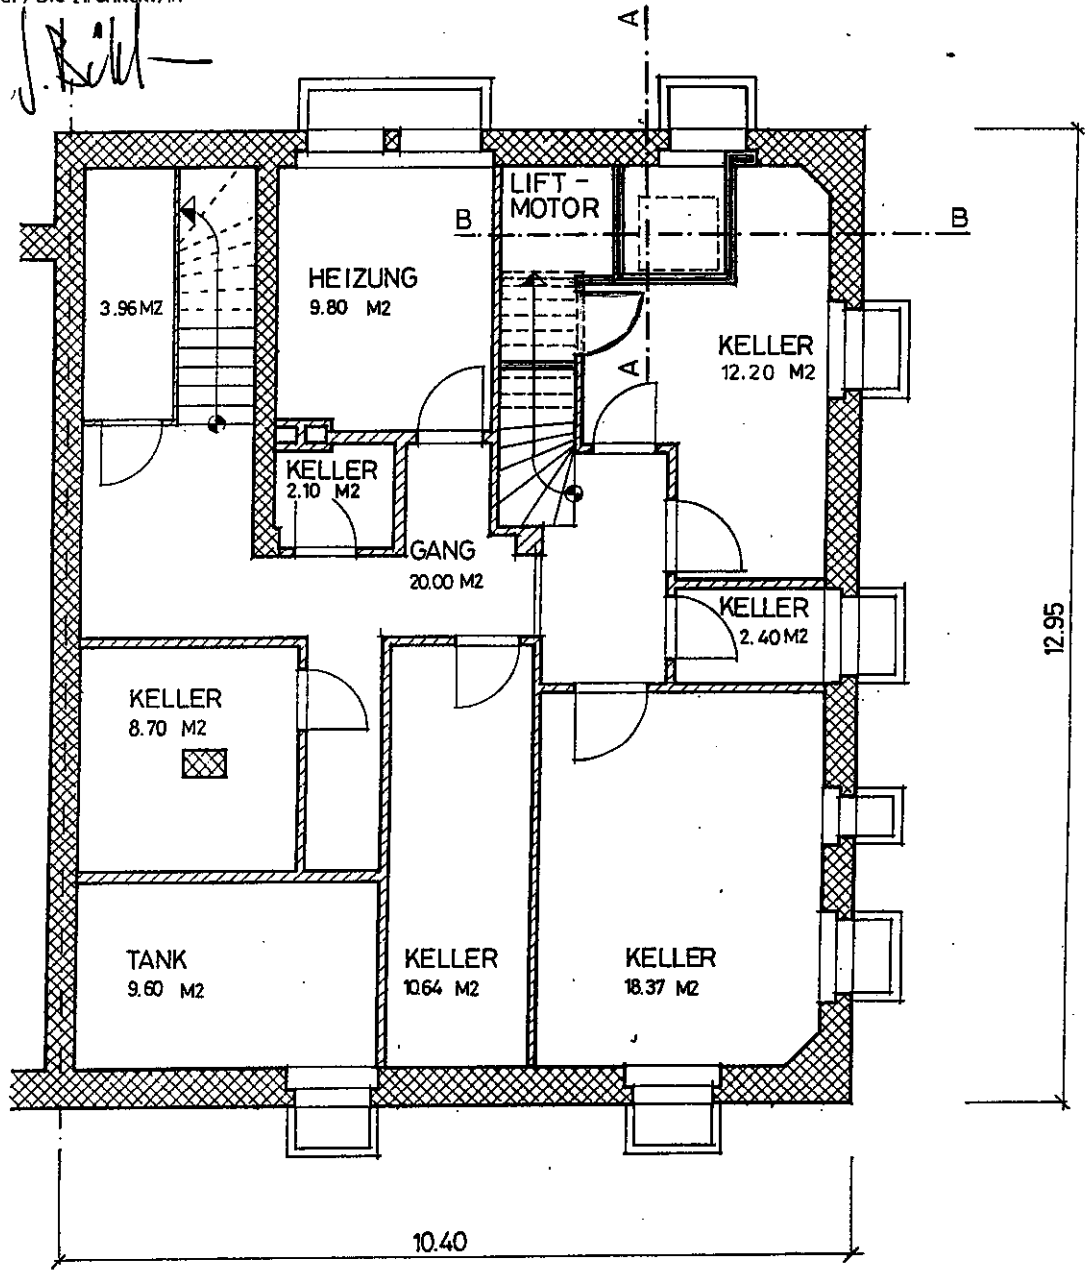 A
LIFT-
MOTOR
B
B
HEIZUNG
9.80 M2
3.96 M2
KELLER
12.20 M2
A
KELLER
2.10 M2
GANG
20.00 M2
KELLER
2.40 M2
12.95
KELLER
8.70 M2
TANK
9.60 M2
KELLER
10.64 M2
KELLER
18.37 M2
10.40